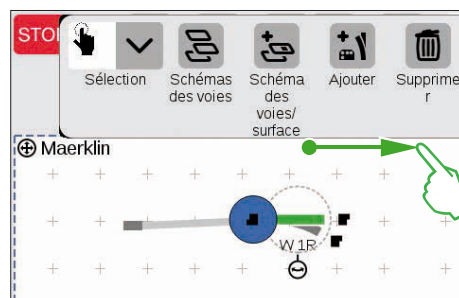 STO
Sélection
Schémas
des voies
Schéma
des
voies/
surface
Ajouter
Supprime
r
Maerklin
W 1R